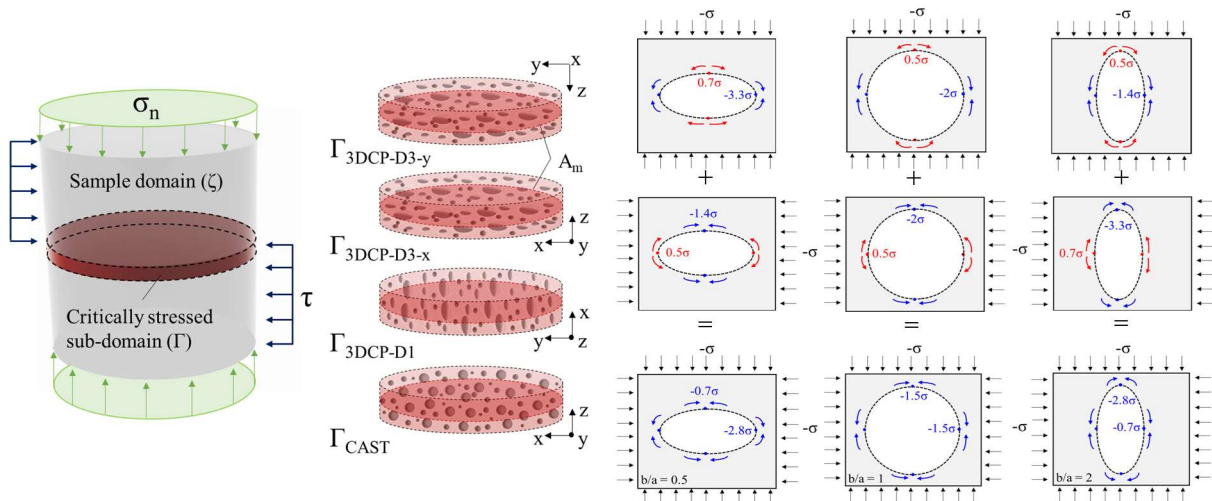 σn
Sample domain (ζ)
Critically stressed
sub-domain (Γ)
τ
y
x
z
Γ3DCP-D3-y
Am
Γ3DCP-D3-x
z
x
y
Γ3DCP-D1
x
y
z
ΓCAST
z
x
y
-σ
0.7σ
-3.3σ
+
-1.4σ
0.5σ
-σ
=
-σ
-0.7σ
-2.8σ
-σ
b/a = 0.5
-σ
0.5σ
-2σ
+
-2σ
0.5σ
-σ
=
-σ
-1.5σ
-1.5σ
-σ
b/a = 1
-σ
0.5σ
-1.4σ
+
-3.3σ
0.7σ
=
-σ
-2.8σ
-0.7σ
b/a = 2